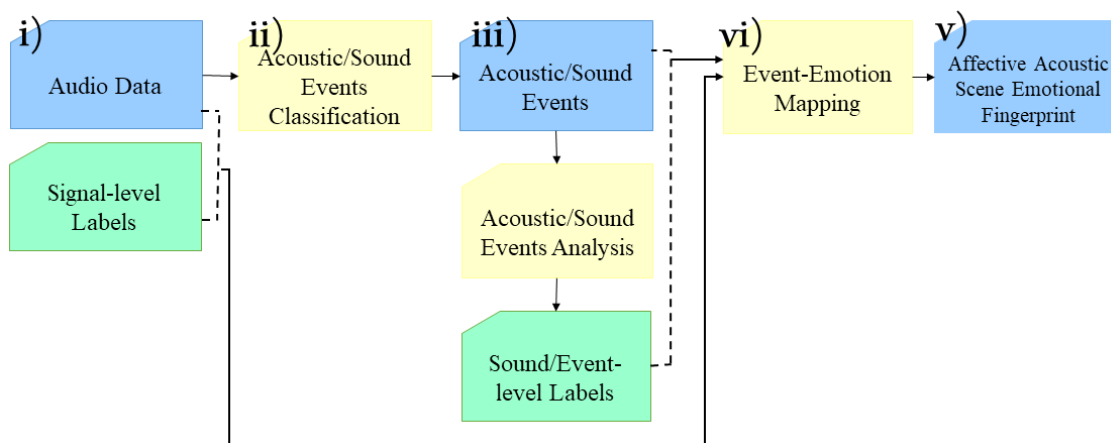 i)
Audio Data
Signal-level
Labels
ii)
Acoustic/Sound
Events
Classification
iii)
Acoustic/Sound
Events
Acoustic/Sound
Events Analysis
Sound/Event-
level Labels
vi)
Event-Emotion
Mapping
v)
Affective Acoustic
Scene Emotional
Fingerprint